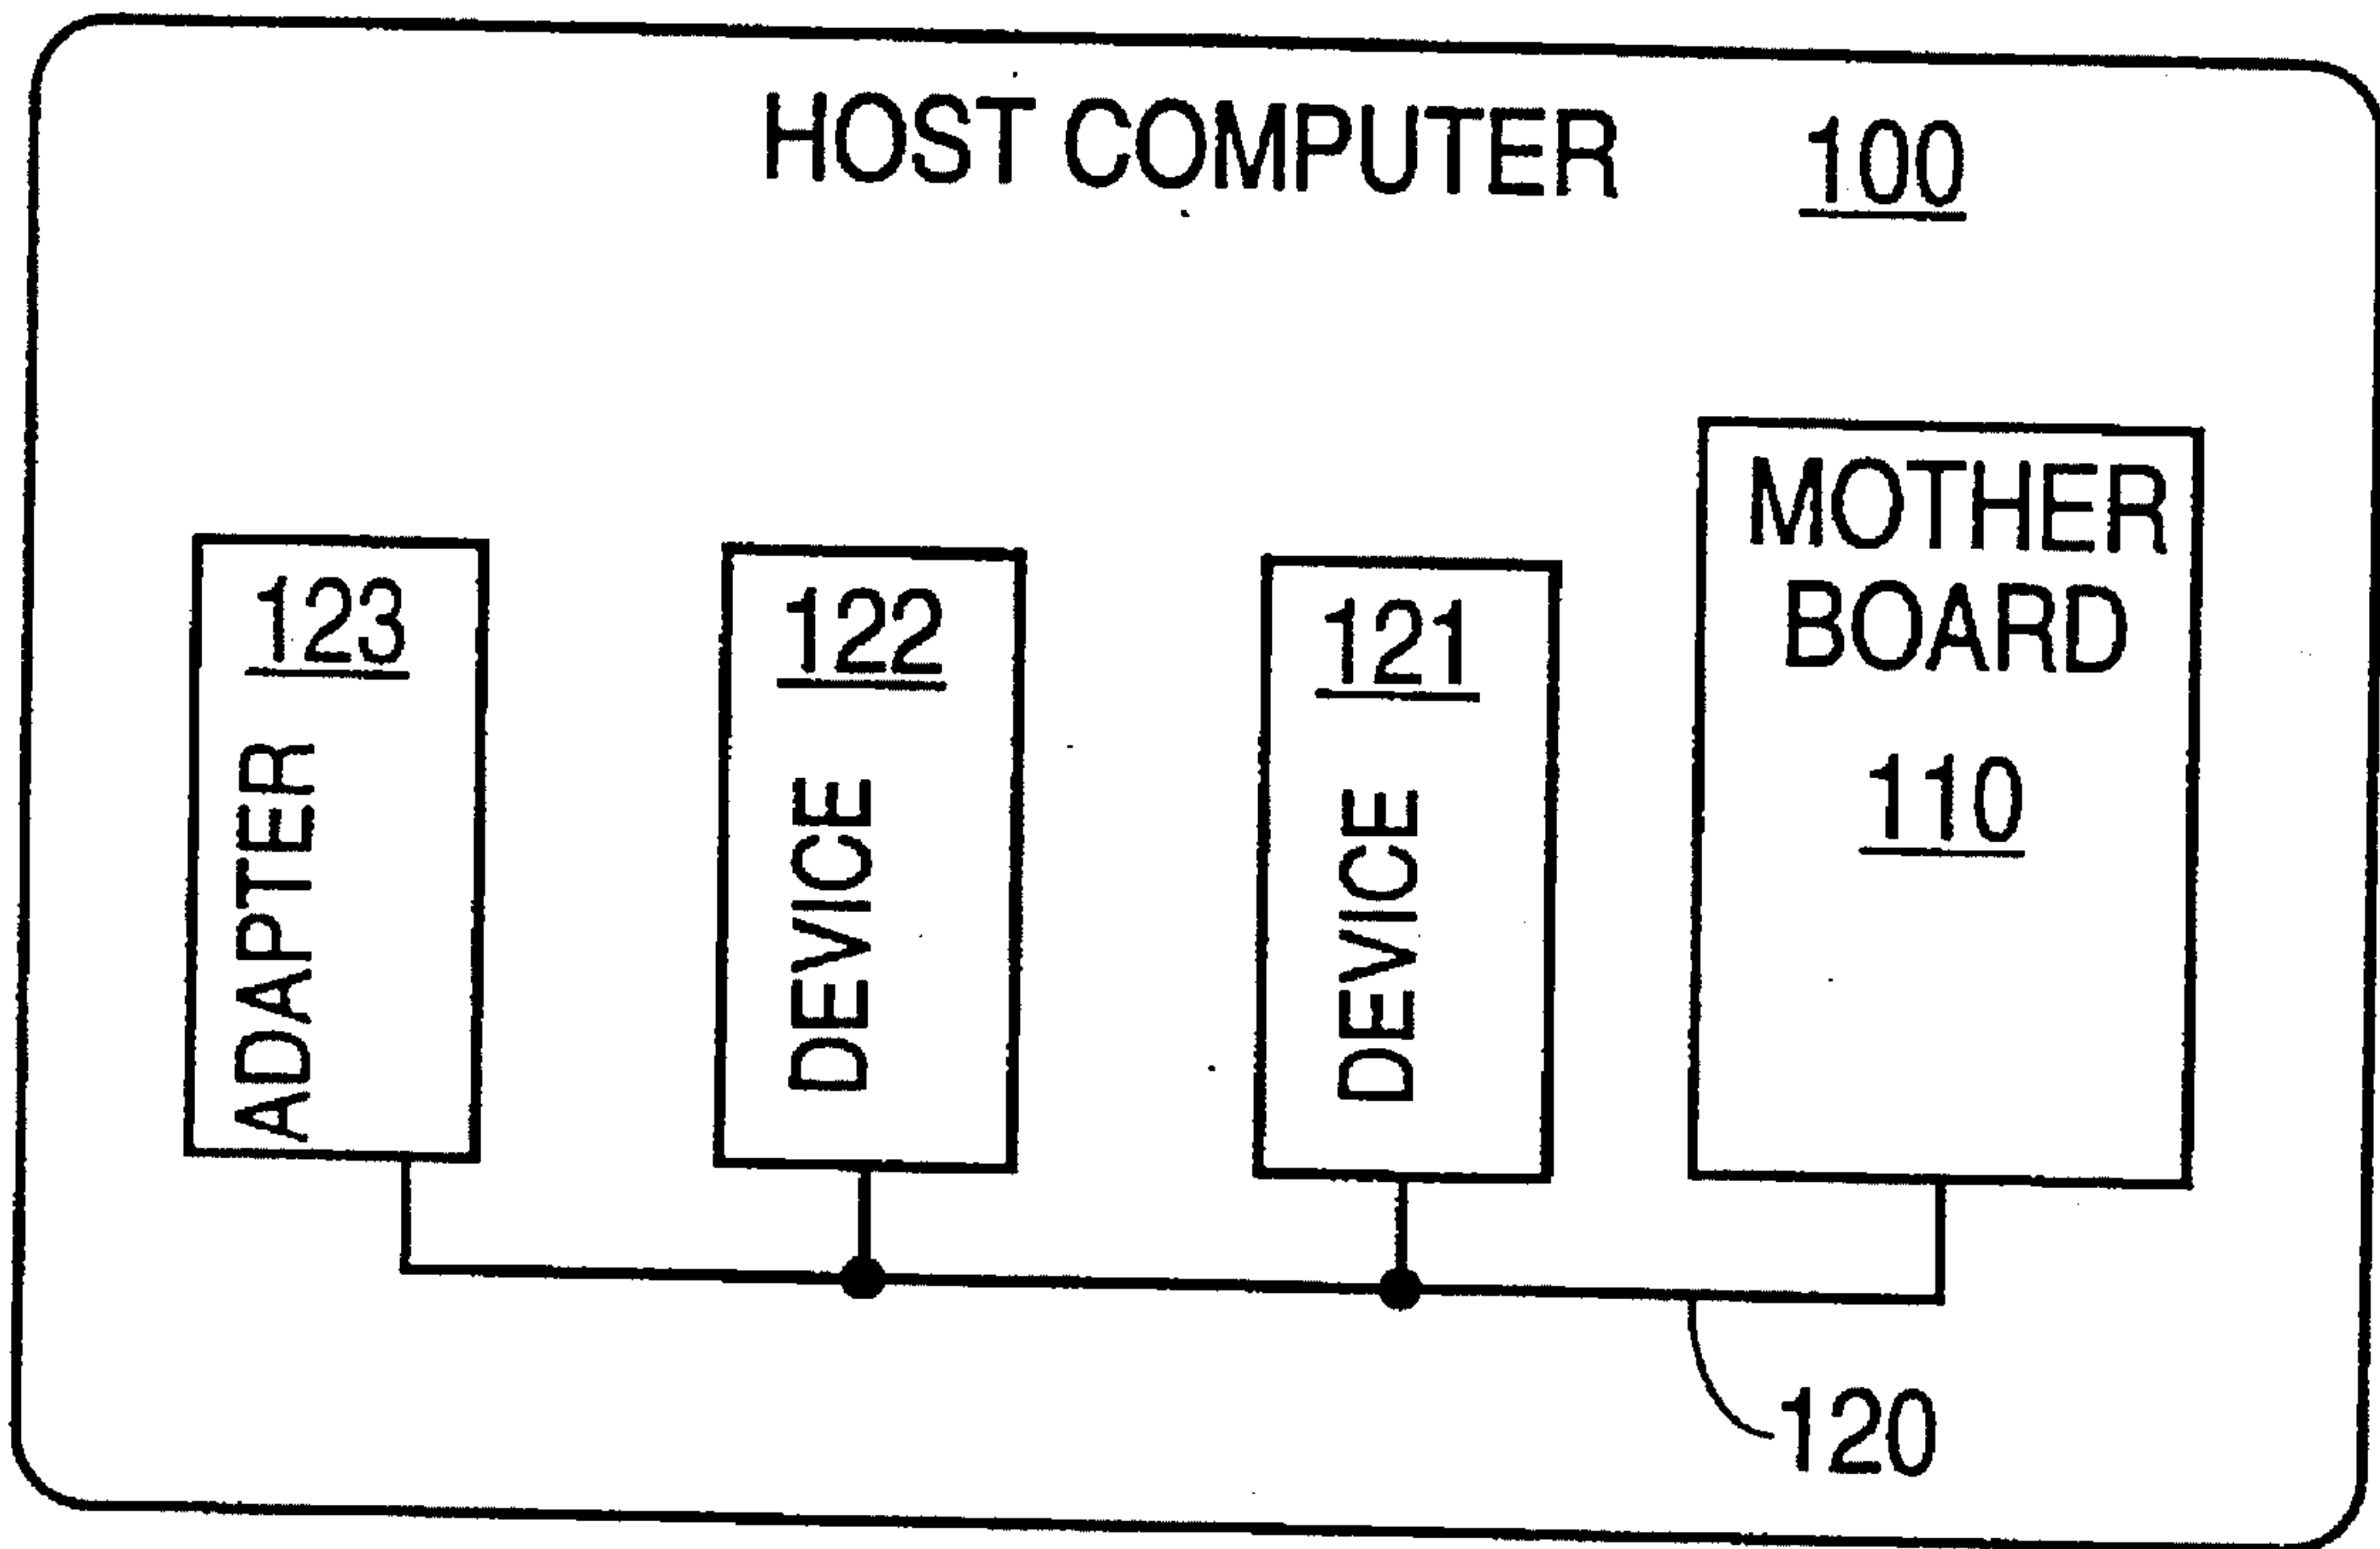 HOST COMPUTER 100
123
ADAPTER
122
DEVICE
121
DEVICE
MOTHER
BOARD
110
120